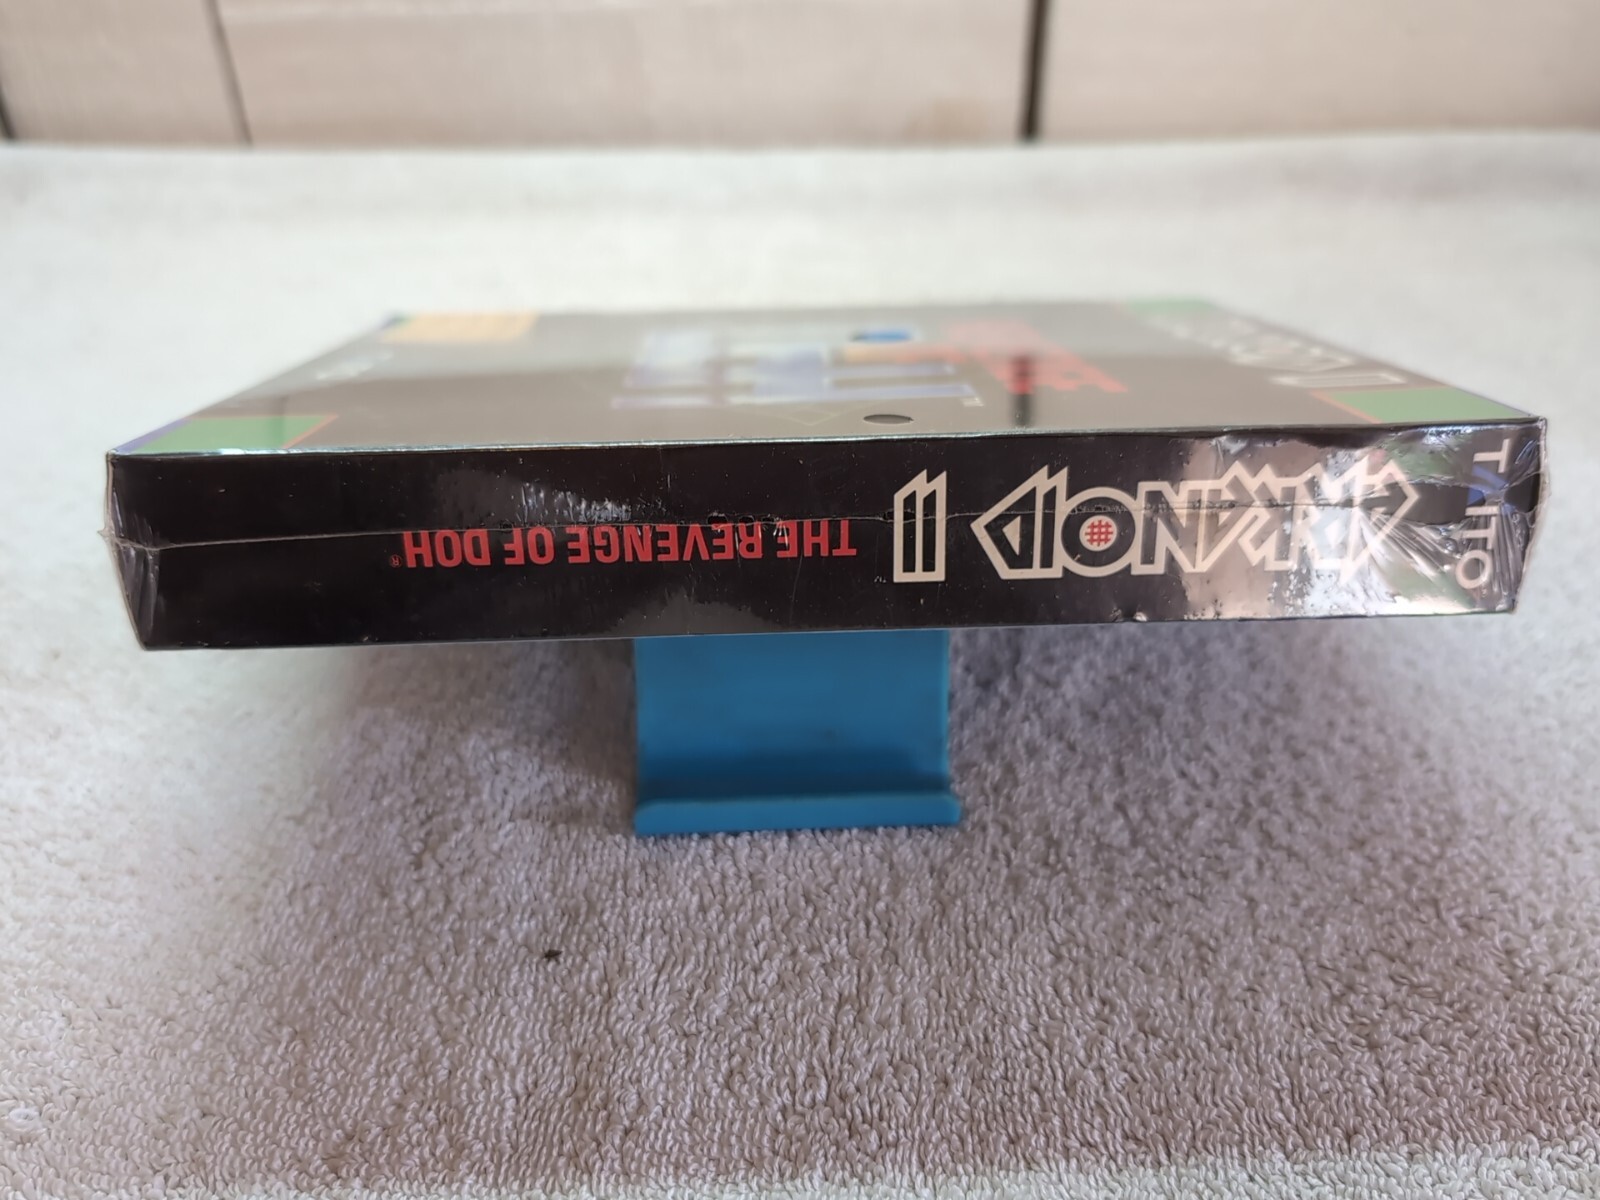 TAITO
ARKANOID II
THE REVENGE OF DOH®